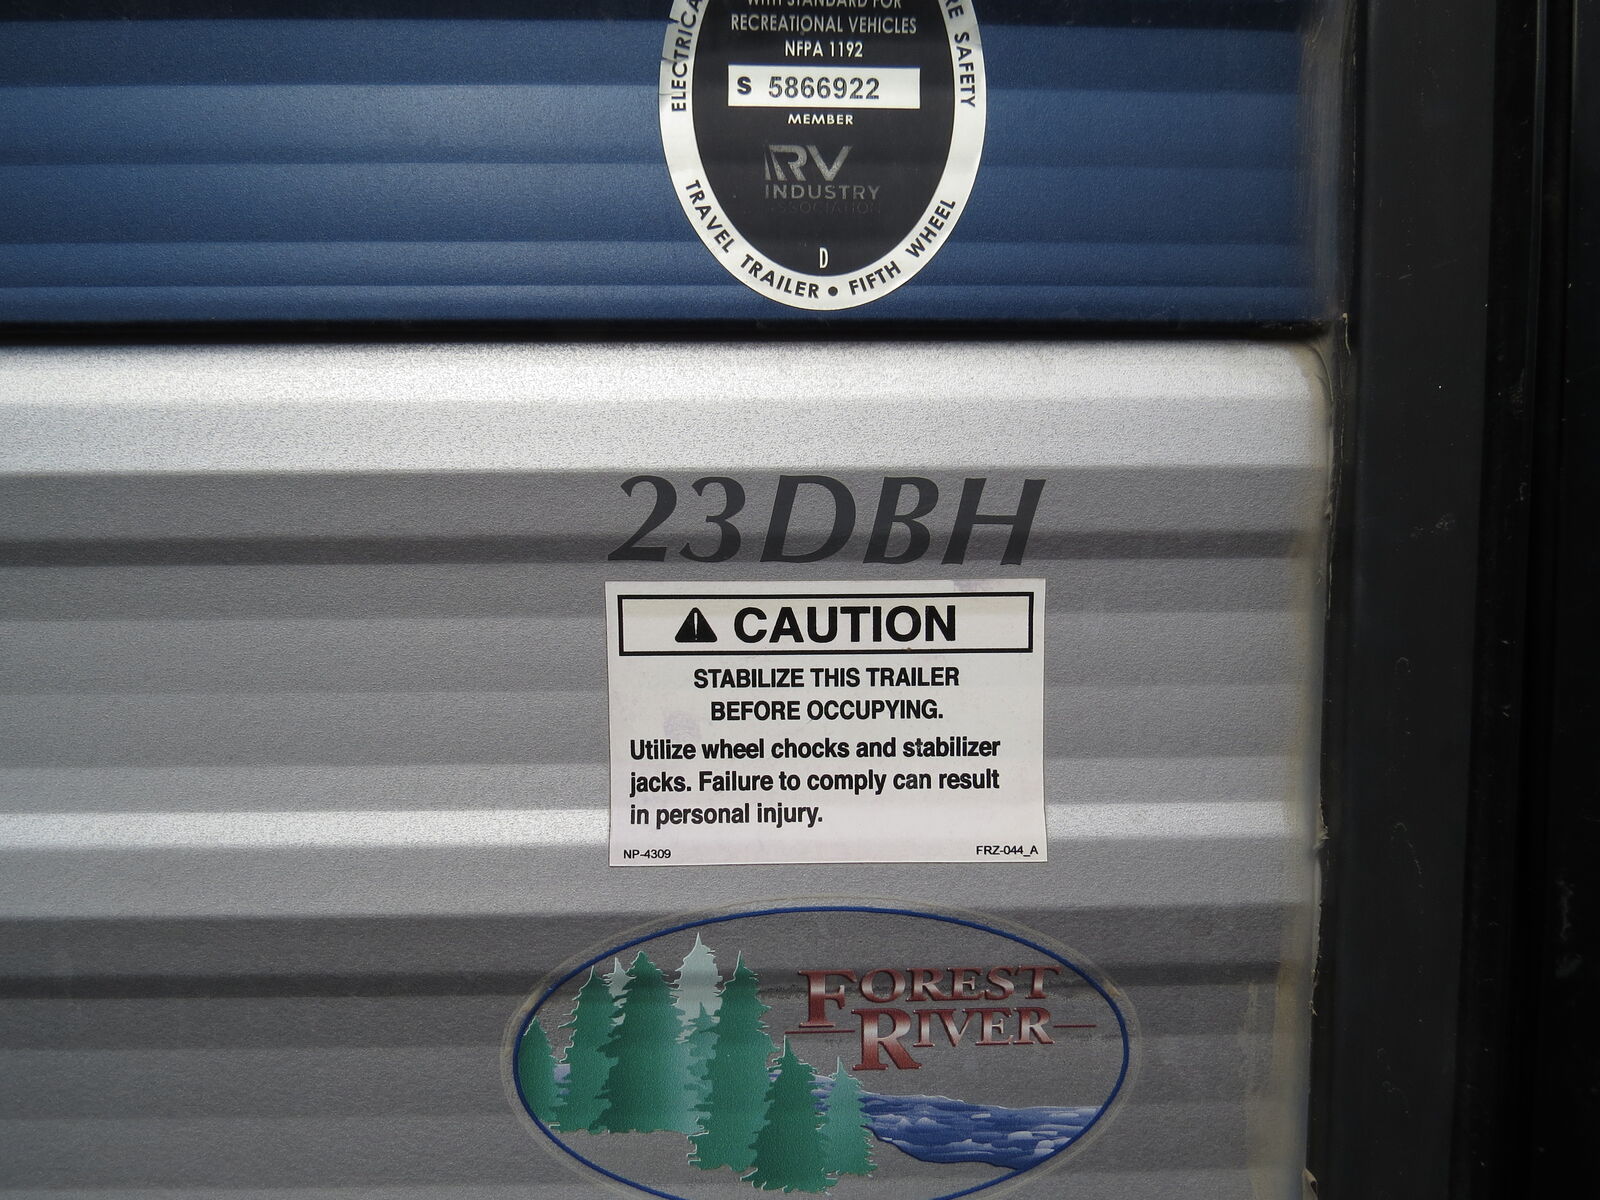 WITH STANDARD FOR
RECREATIONAL VEHICLES
NFPA 1192
S 5866922
MEMBER
RV
INDUSTRY
ASSOCIATION
D
TRAVEL TRAILER • FIFTH WHEEL
SAFETY
23DBH
CAUTION
STABILIZE THIS TRAILER
BEFORE OCCUPYING.
Utilize wheel chocks and stabilizer
jacks. Failure to comply can result
in personal injury.
NP-4309 FRZ-044_A
FOREST
RIVER